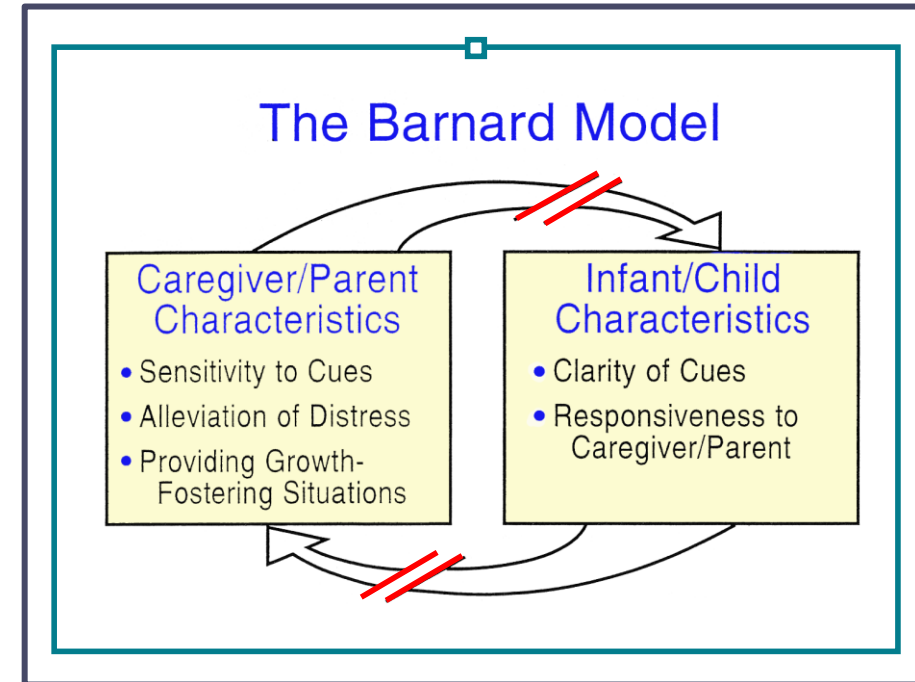 The Barnard Model
Caregiver/Parent
Characteristics
• Sensitivity to Cues
• Alleviation of Distress
• Providing Growth-
Fostering Situations
Infant/Child
Characteristics
• Clarity of Cues
• Responsiveness to
Caregiver/Parent